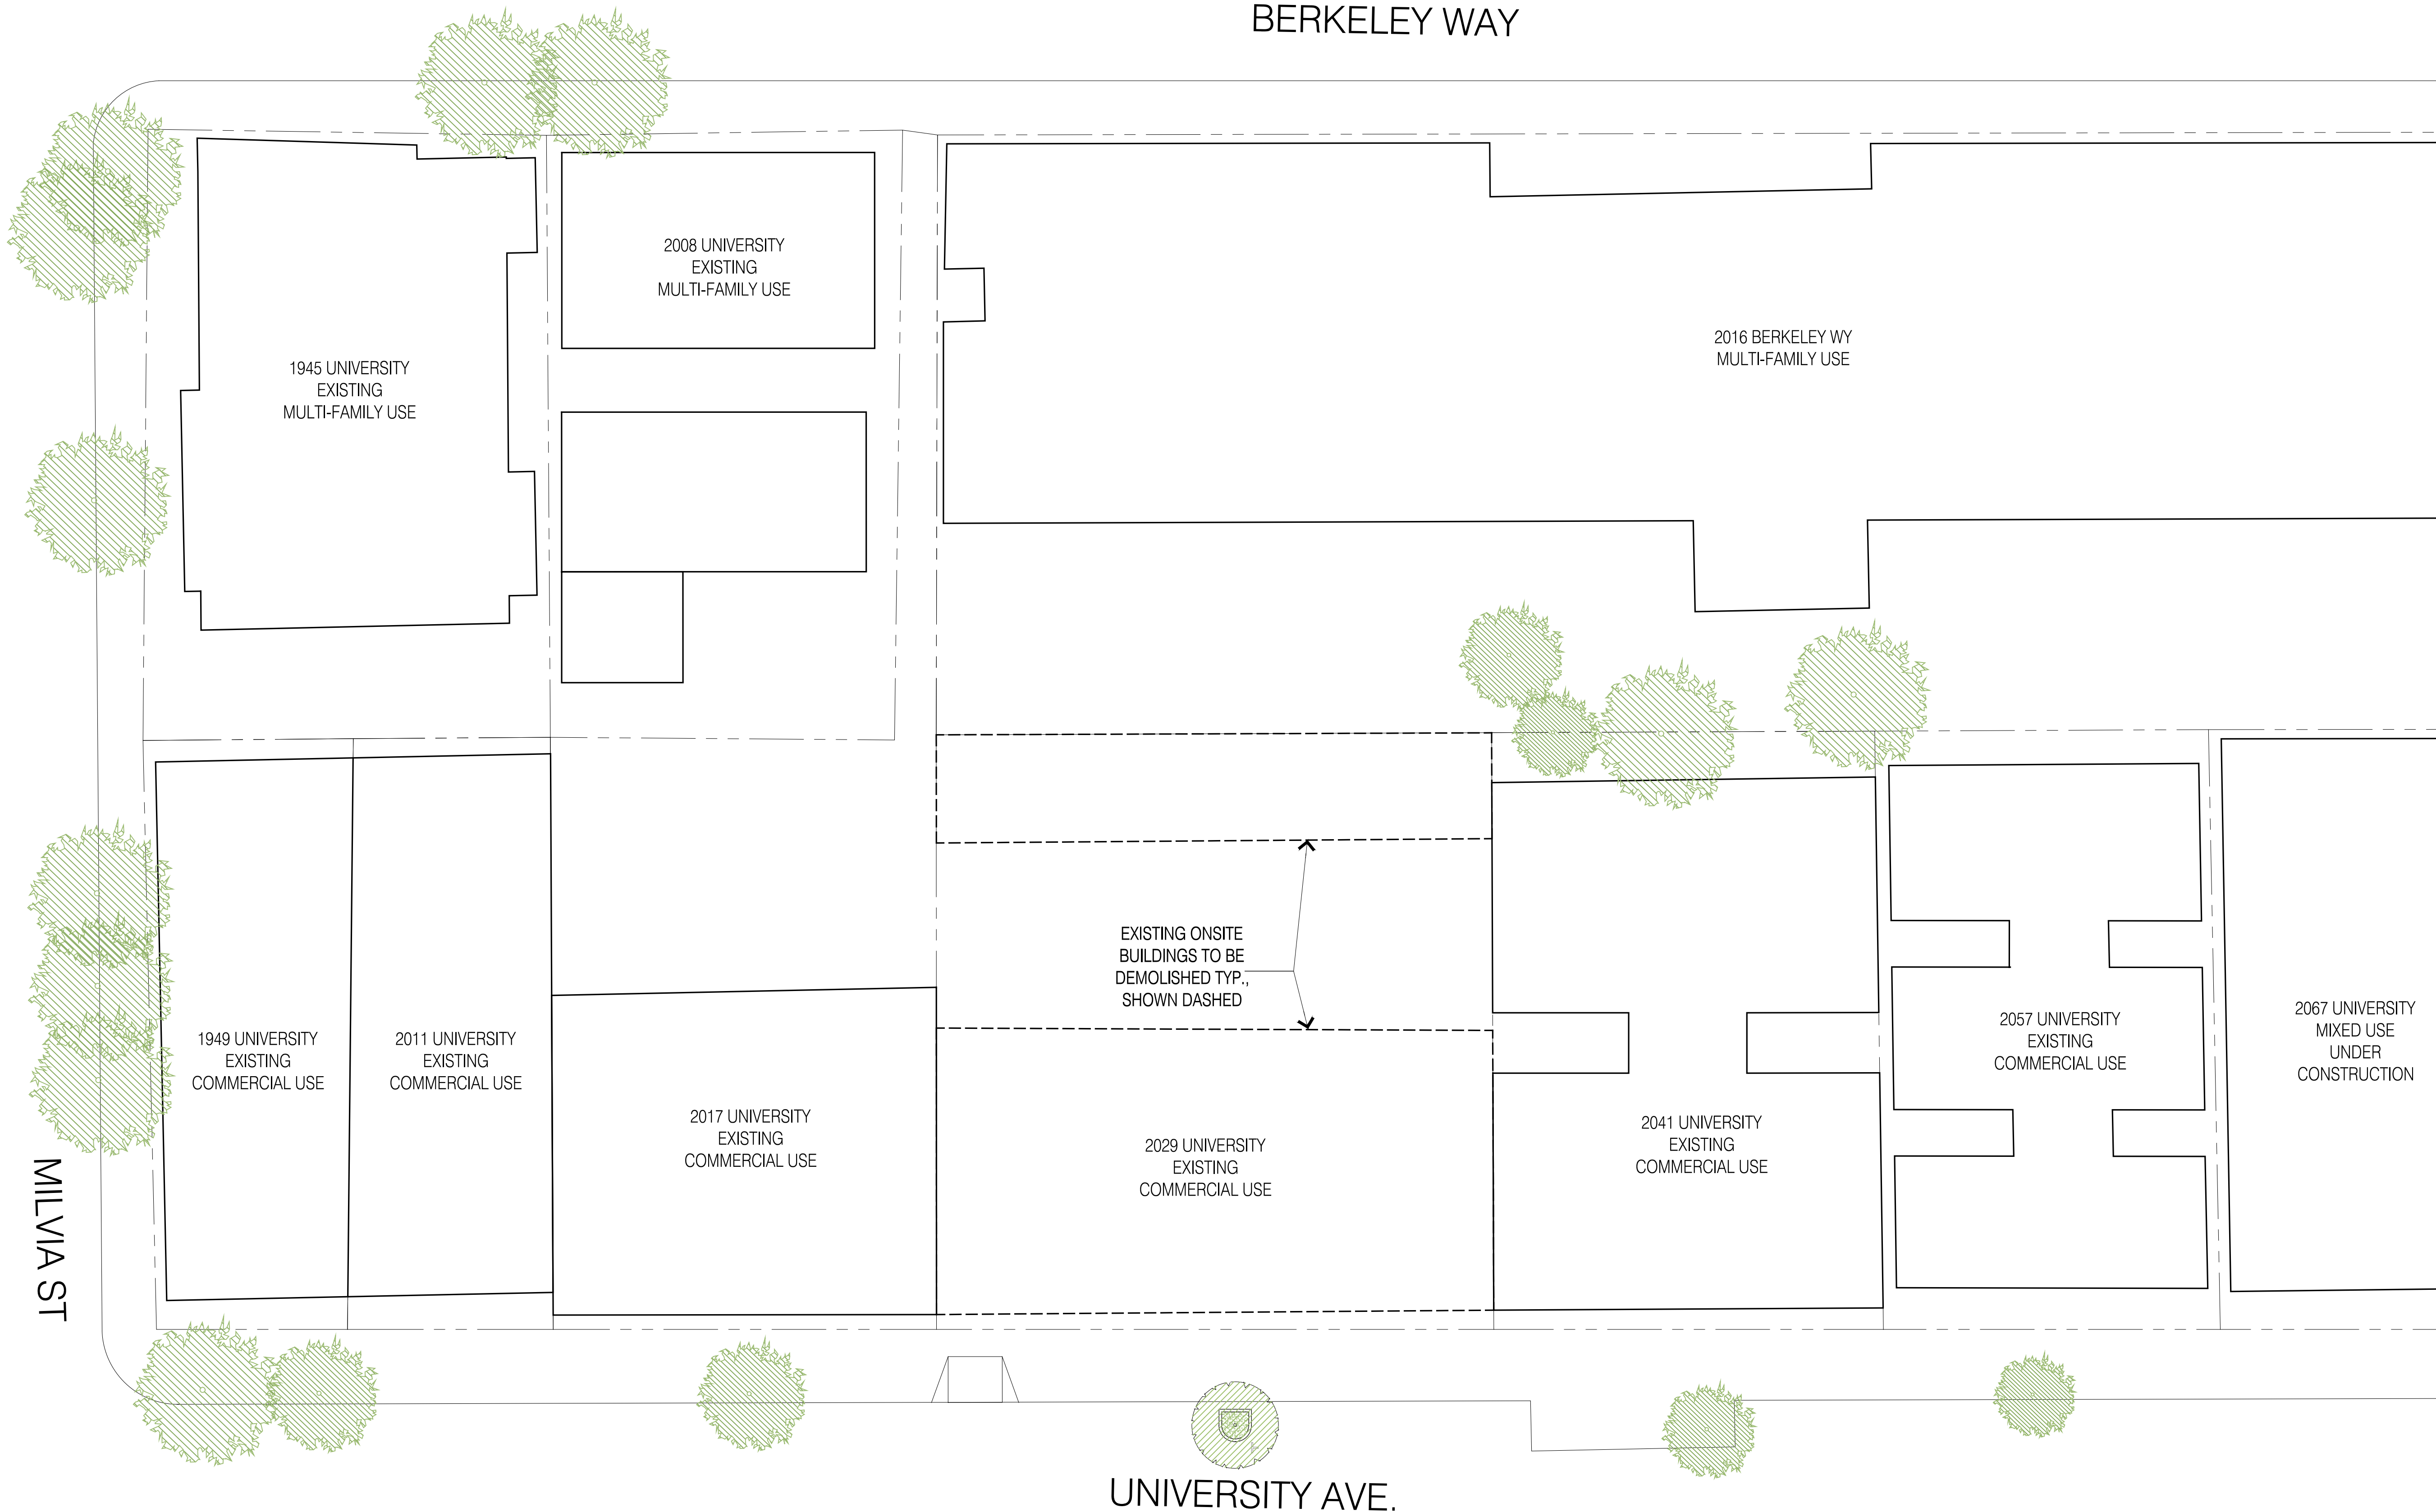 BERKELEY WAY
2008 UNIVERSITY
EXISTING
MULTI-FAMILY USE
2016 BERKELEY WY
MULTI-FAMILY USE
1945 UNIVERSITY
EXISTING
MULTI-FAMILY USE
EXISTING ONSITE
BUILDINGS TO BE
DEMOLISHED TYP.,
SHOWN DASHED
1949 UNIVERSITY
EXISTING
COMMERCIAL USE
2011 UNIVERSITY
EXISTING
COMMERCIAL USE
2017 UNIVERSITY
EXISTING
COMMERCIAL USE
2029 UNIVERSITY
EXISTING
COMMERCIAL USE
2041 UNIVERSITY
EXISTING
COMMERCIAL USE
2057 UNIVERSITY
EXISTING
COMMERCIAL USE
2067 UNIVERSITY
MIXED USE
UNDER
CONSTRUCTION
MILVIA ST
UNIVERSITY AVE.